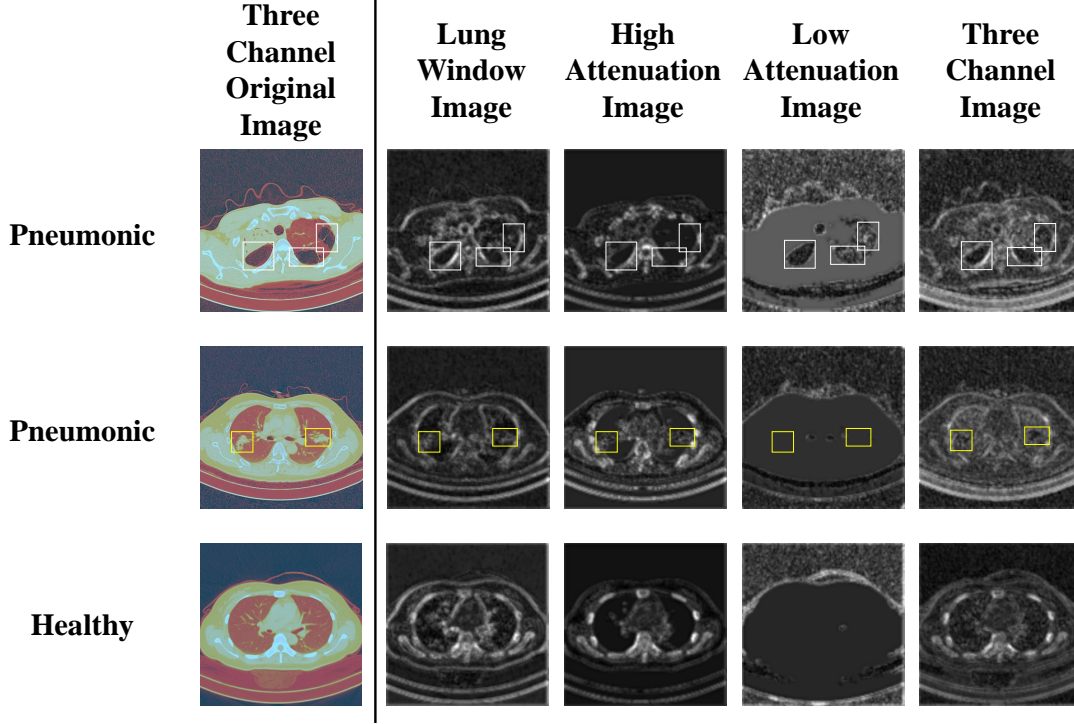 Three
Channel
Original
Image
Lung
Window
Image
High
Attenuation
Image
Low
Attenuation
Image
Three
Channel
Image
Pneumonic
Pneumonic
Healthy